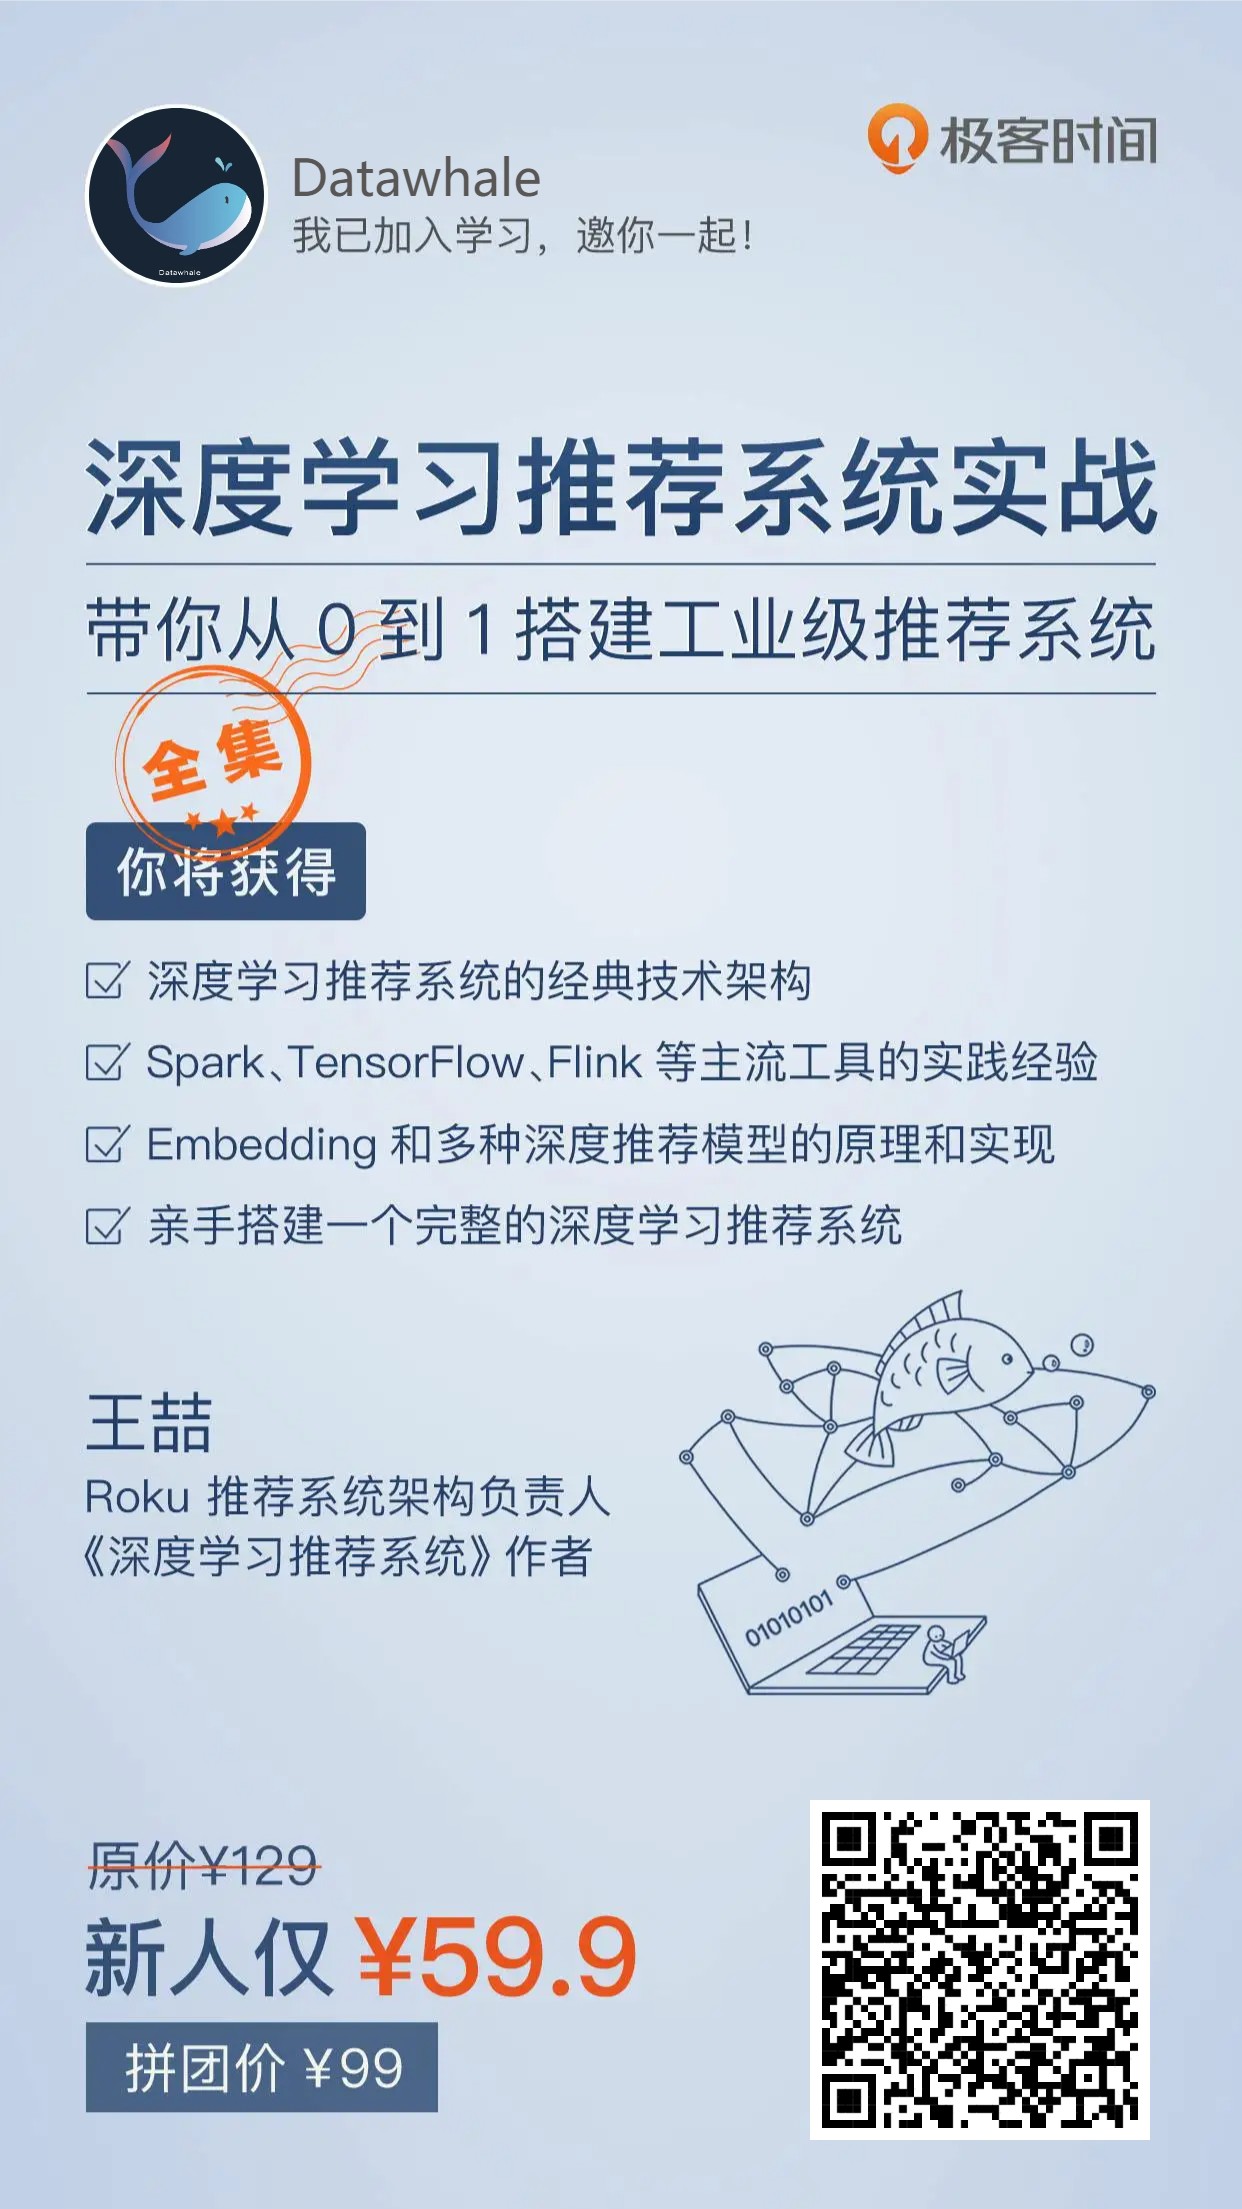 Datawhale
Datawhale
我已加入学习，邀你一起！
极客时间
深度学习推荐系统实战
带你从 0 到 1 搭建工业级推荐系统
全集
你将获得
深度学习推荐系统的经典技术架构
Spark、TensorFlow、Flink 等主流工具的实践经验
Embedding 和多种深度推荐模型的原理和实现
亲手搭建一个完整的深度学习推荐系统
王喆
Roku 推荐系统架构负责人
《深度学习推荐系统》作者
01010101
原价¥129
新人仅 ¥59.9
拼团价 ¥99